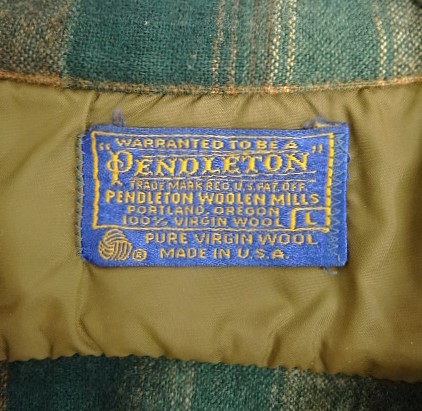 "WARRANTED TO BE A
"PENDLETON"
TRADE MARK REG. U.S. PAT. OFF.
PENDLETON WOOLEN MILLS
PORTLAND, OREGON
100% VIRGIN WOOL L
PURE VIRGIN WOOL
® MADE IN U.S.A.